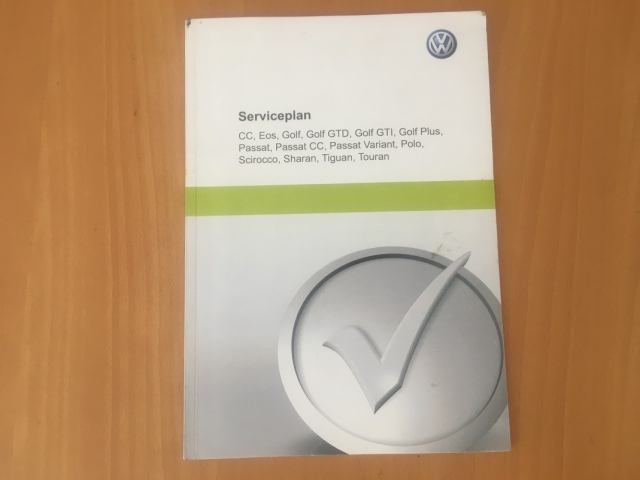 Serviceplan
CC, Eos, Golf, Golf GTD, Golf GTI, Golf Plus,
Passat, Passat CC, Passat Variant, Polo,
Scirocco, Sharan, Tiguan, Touran